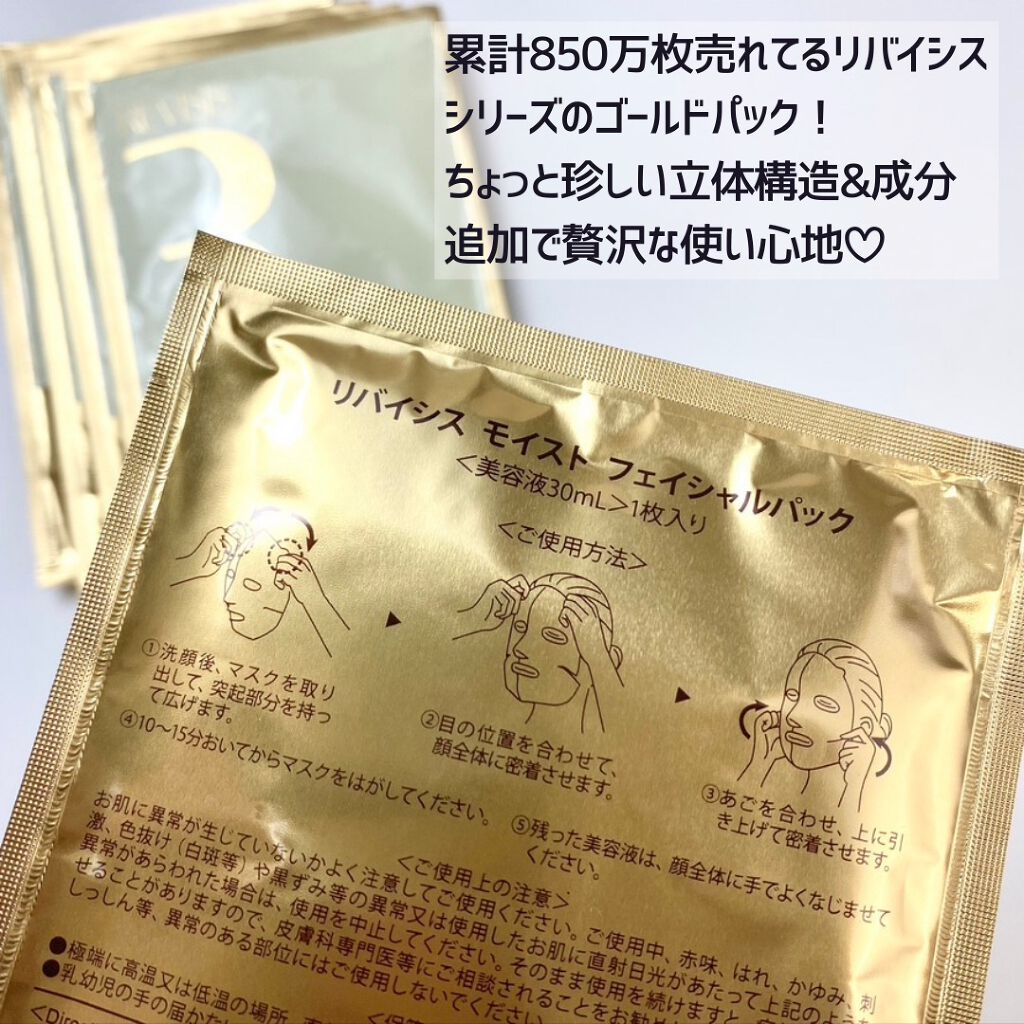 累計850万枚売れてるリバイシス
シリーズのゴールドパック！
ちょっと珍しい立体構造&成分
追加で贅沢な使い心地♡
リバイシス モイスト フェイシャルパック
＜美容液30mL＞1枚入り
＜ご使用方法＞
①洗顔後、マスクを取り
出して、突起部分を持っ
て広げます。
②目の位置を合わせて、
顔全体に密着させます。
③あごを合わせ、上に引
き上げて密着させます。
④10〜15分おいてからマスクをはがしてください。
⑤残った美容液は、顔全体に手でよくなじませて
ください。
＜ご使用上の注意＞
お肌に異常が生じていないかよく注意してご使用ください。ご使用中、赤味、はれ、かゆみ、刺
激、色抜け（白斑等）や黒ずみ等の異常又は使用したお肌に直射日光があたって上記のような
異常があらわれた場合は、使用を中止してください。そのまま使用を続けますと
せることがありますので、皮膚科専門医等にご相談されることをお勧め
しっしん等、異常のある部位にはご使用しないでください。
●極端に高温又は低温の場所、直
●乳幼児の手の届かない
＜Direc